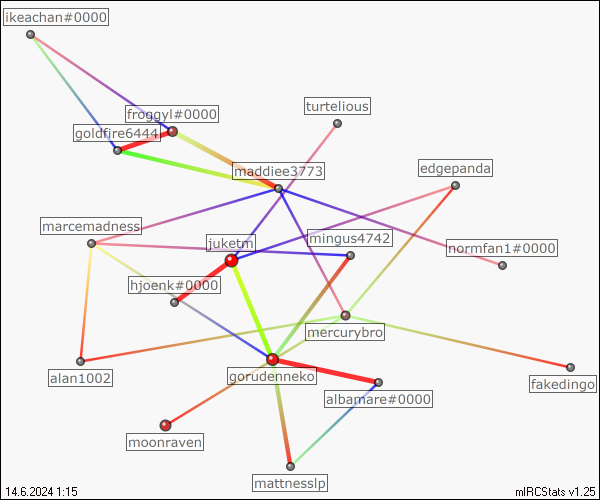 ikeachan#0000
turtelious
froggyl#0000
goldfire6444
maddiee3773
edgepanda
marcemadness
juketm
mingus4742
normfan1#0000
hjoenk#0000
mercurybro
gorudenneko
alan1002
fakedingo
albamare#0000
moonraven
mattnesslp
14.6.2024 1:15
mIRCStats v1.25